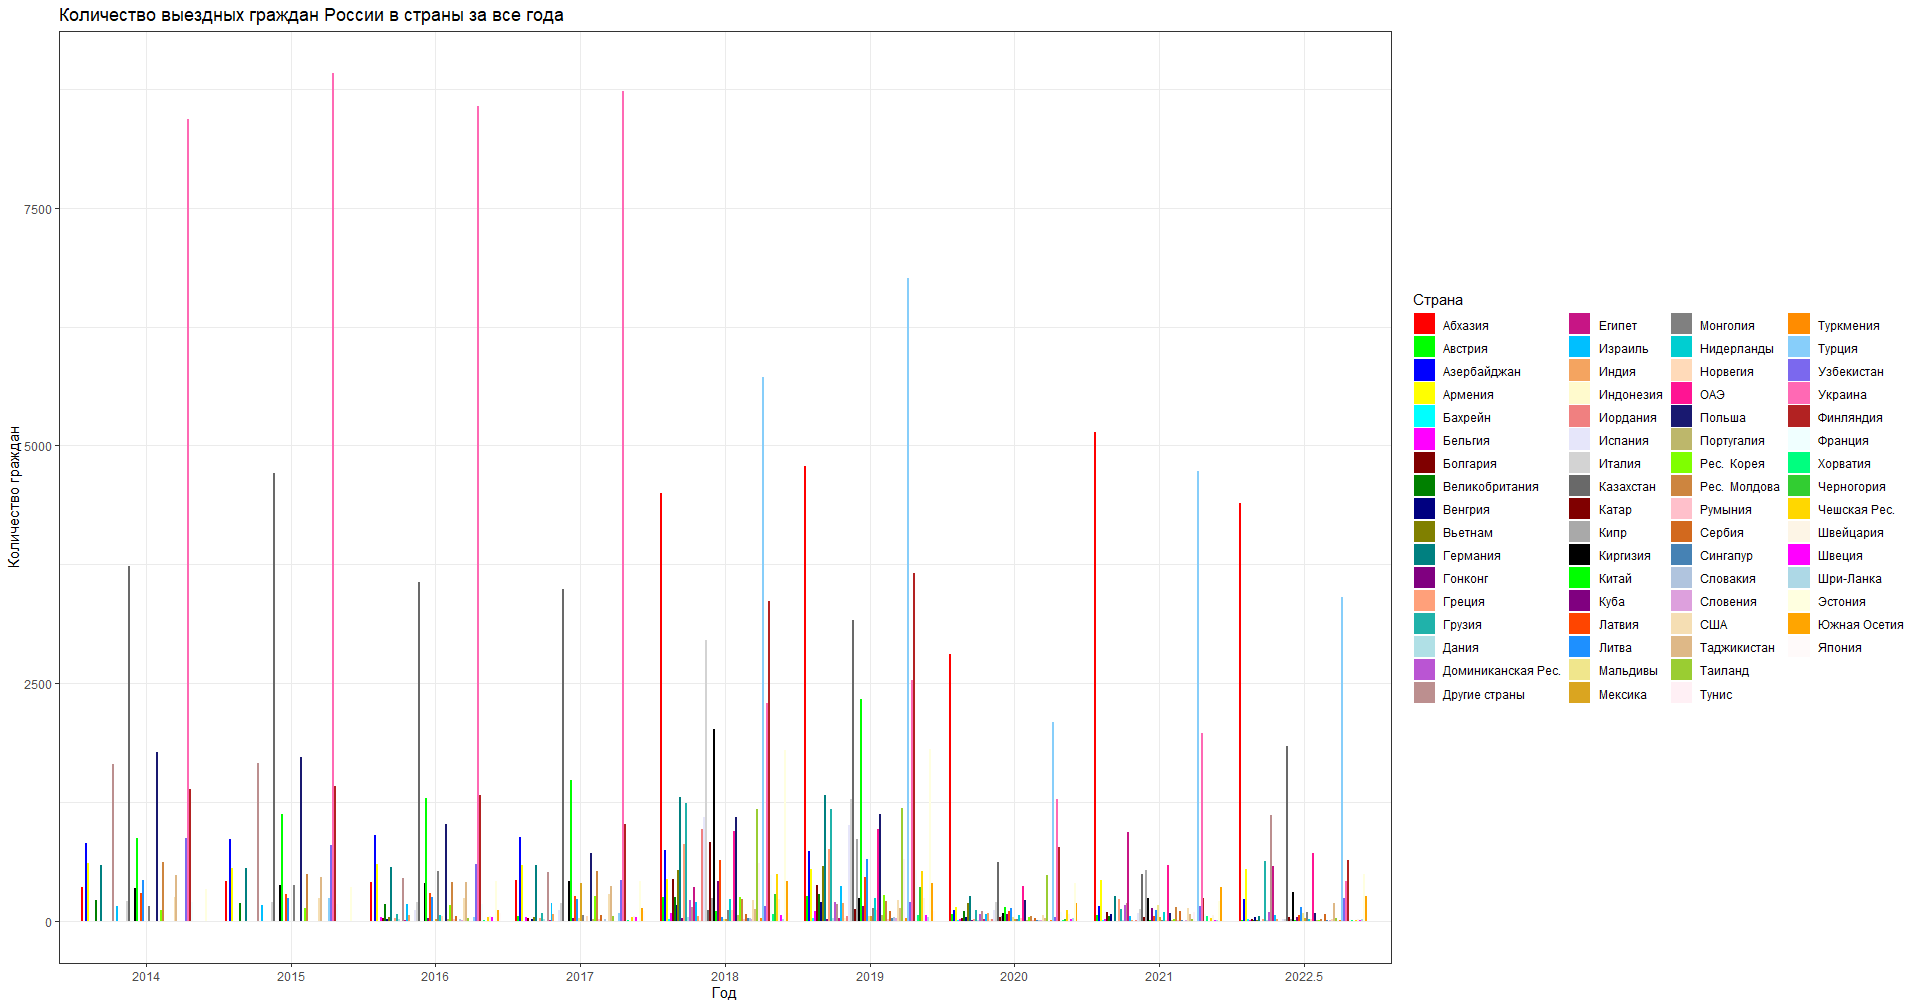 Количество выездных граждан России в страны за все года
Количество граждан
7500
5000
2500
0
2014 2015 2016 2017 2018 2019 2020 2021 2022.5
Год
Страна
Абхазия
Австрия
Азербайджан
Армения
Бахрейн
Бельгия
Болгария
Великобритания
Венгрия
Вьетнам
Германия
Гонконг
Греция
Грузия
Дания
Доминиканская Рес.
Другие страны
Египет
Израиль
Индия
Индонезия
Иордания
Испания
Италия
Казахстан
Катар
Кипр
Киргизия
Китай
Куба
Латвия
Литва
Мальдивы
Мексика
Монголия
Нидерланды
Норвегия
ОАЭ
Польша
Португалия
Рес. Корея
Рес. Молдова
Румыния
Сербия
Сингапур
Словакия
Словения
США
Таджикистан
Таиланд
Тунис
Туркмения
Турция
Узбекистан
Украина
Финляндия
Франция
Хорватия
Черногория
Чешская Рес.
Швейцария
Швеция
Шри-Ланка
Эстония
Южная Осетия
Япония